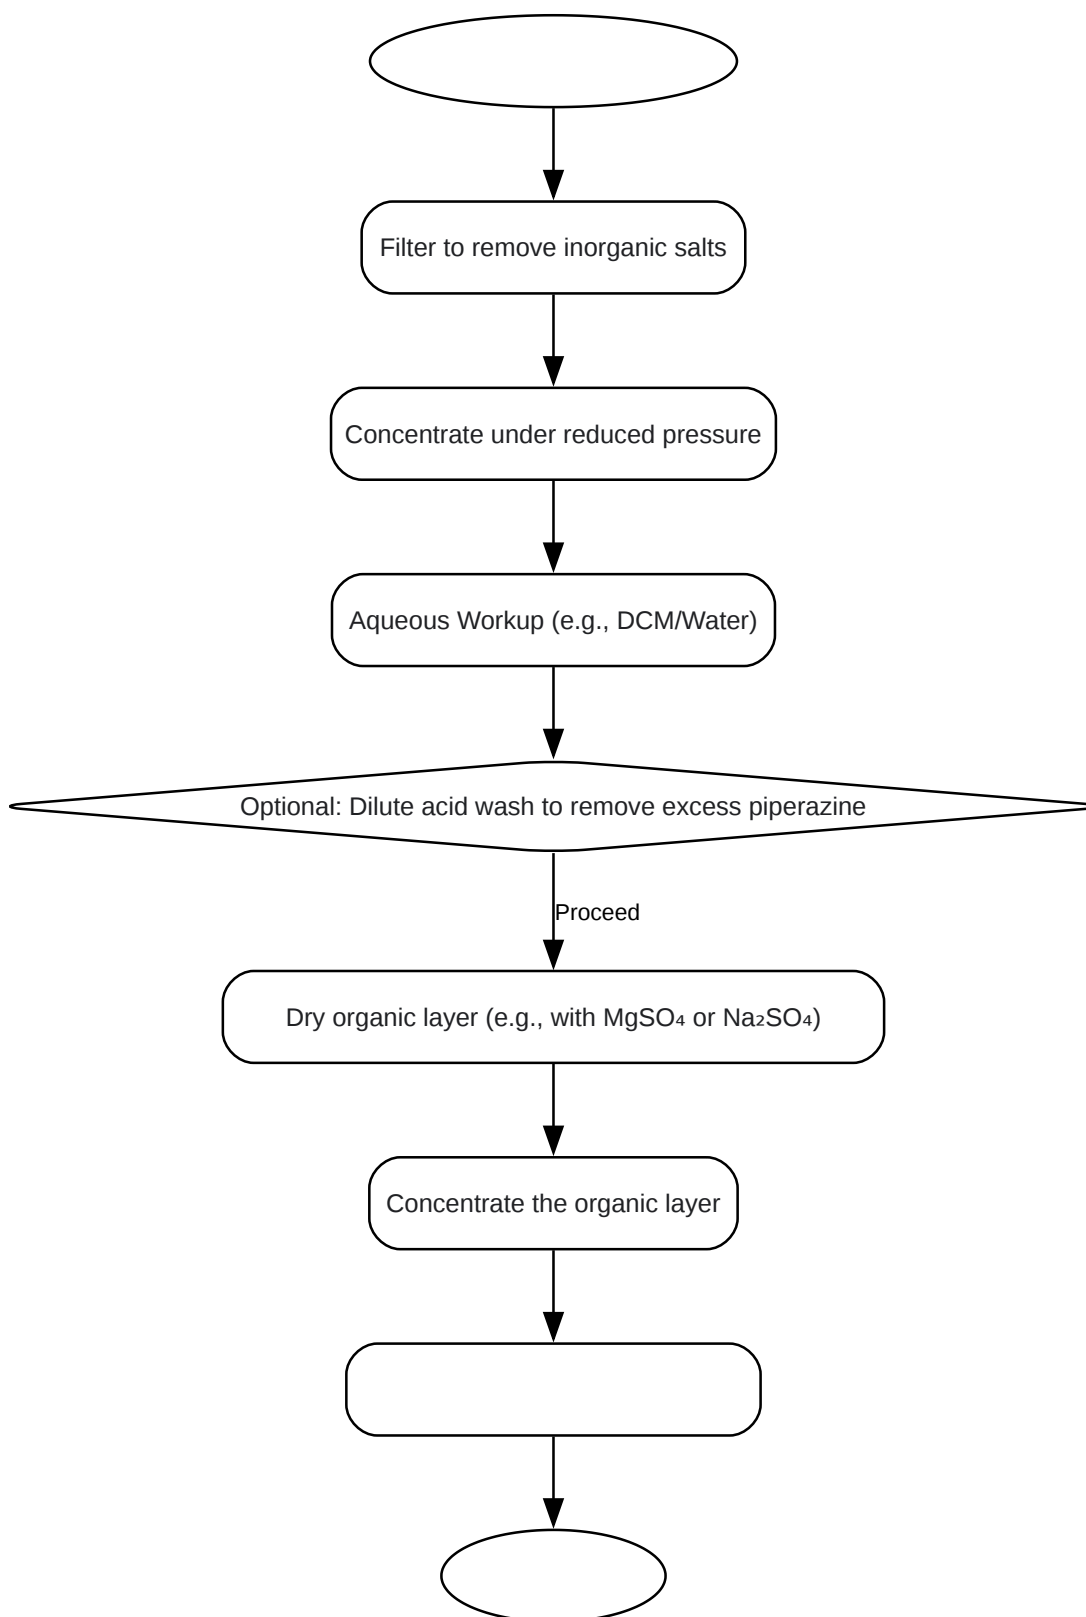 Filter to remove inorganic salts
Concentrate under reduced pressure
Aqueous Workup (e.g., DCM/Water)
Optional: Dilute acid wash to remove excess piperazine
Proceed
Dry organic layer (e.g., with MgSO₄ or Na₂SO₄)
Concentrate the organic layer